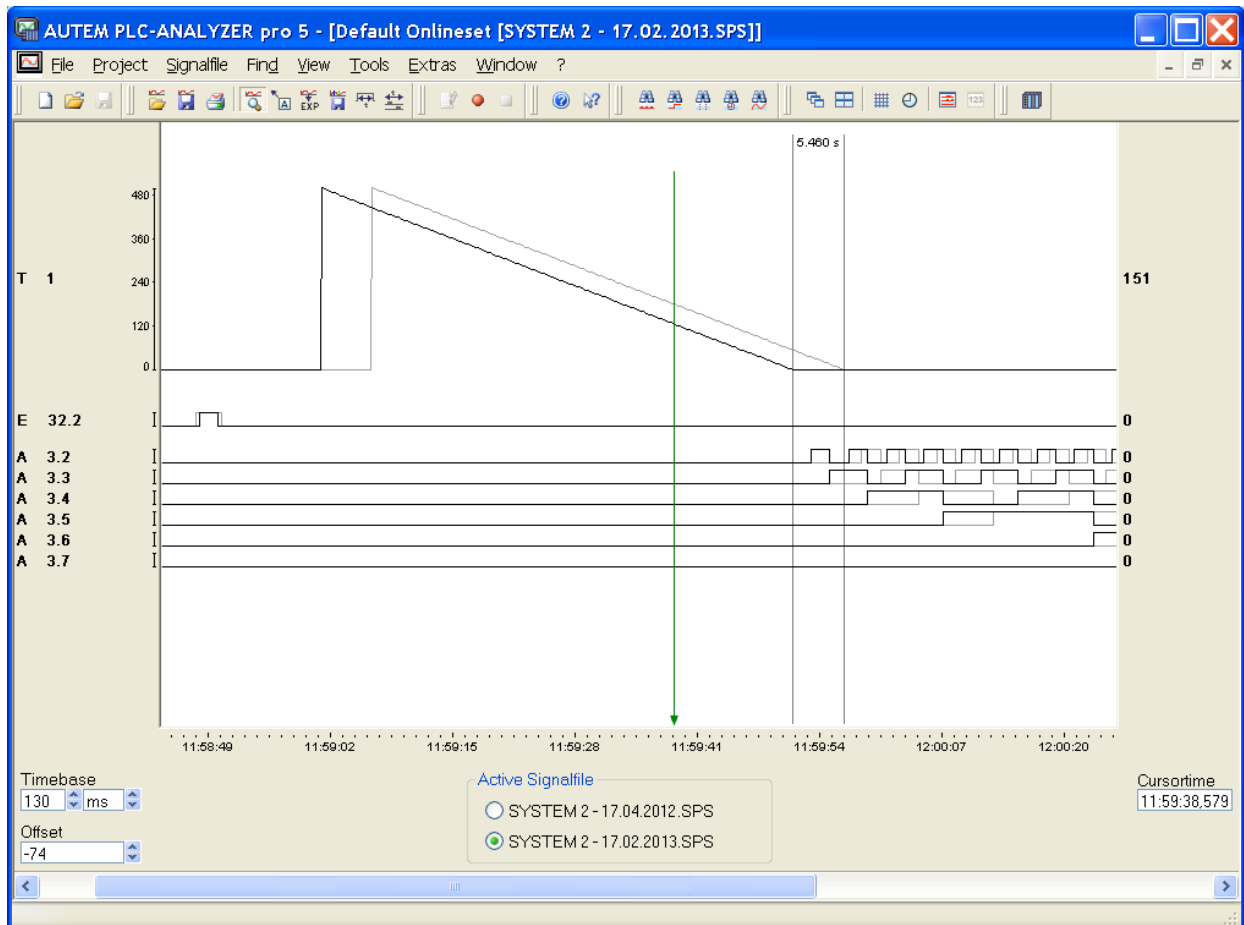 AUTEM PLC-ANALYZER pro 5 - [Default Onlineset [SYSTEM 2 - 17.02.2013.SPS]]
File Project Signalfile Find View Tools Extras Window ?
A EXP 123
5.460 s
480
360
T 1 240 151
120
0
E 32.2 0
A 3.2 0
A 3.3 0
A 3.4 0
A 3.5 0
A 3.6 0
A 3.7 0
11:58:49 11:59:02 11:59:15 11:59:28 11:59:41 11:59:54 12:00:07 12:00:20
Timebase Active Signalfile Cursortime
130 ms SYSTEM 2 - 17.04.2012.SPS 11:59:38,579
Offset SYSTEM 2 - 17.02.2013.SPS
-74